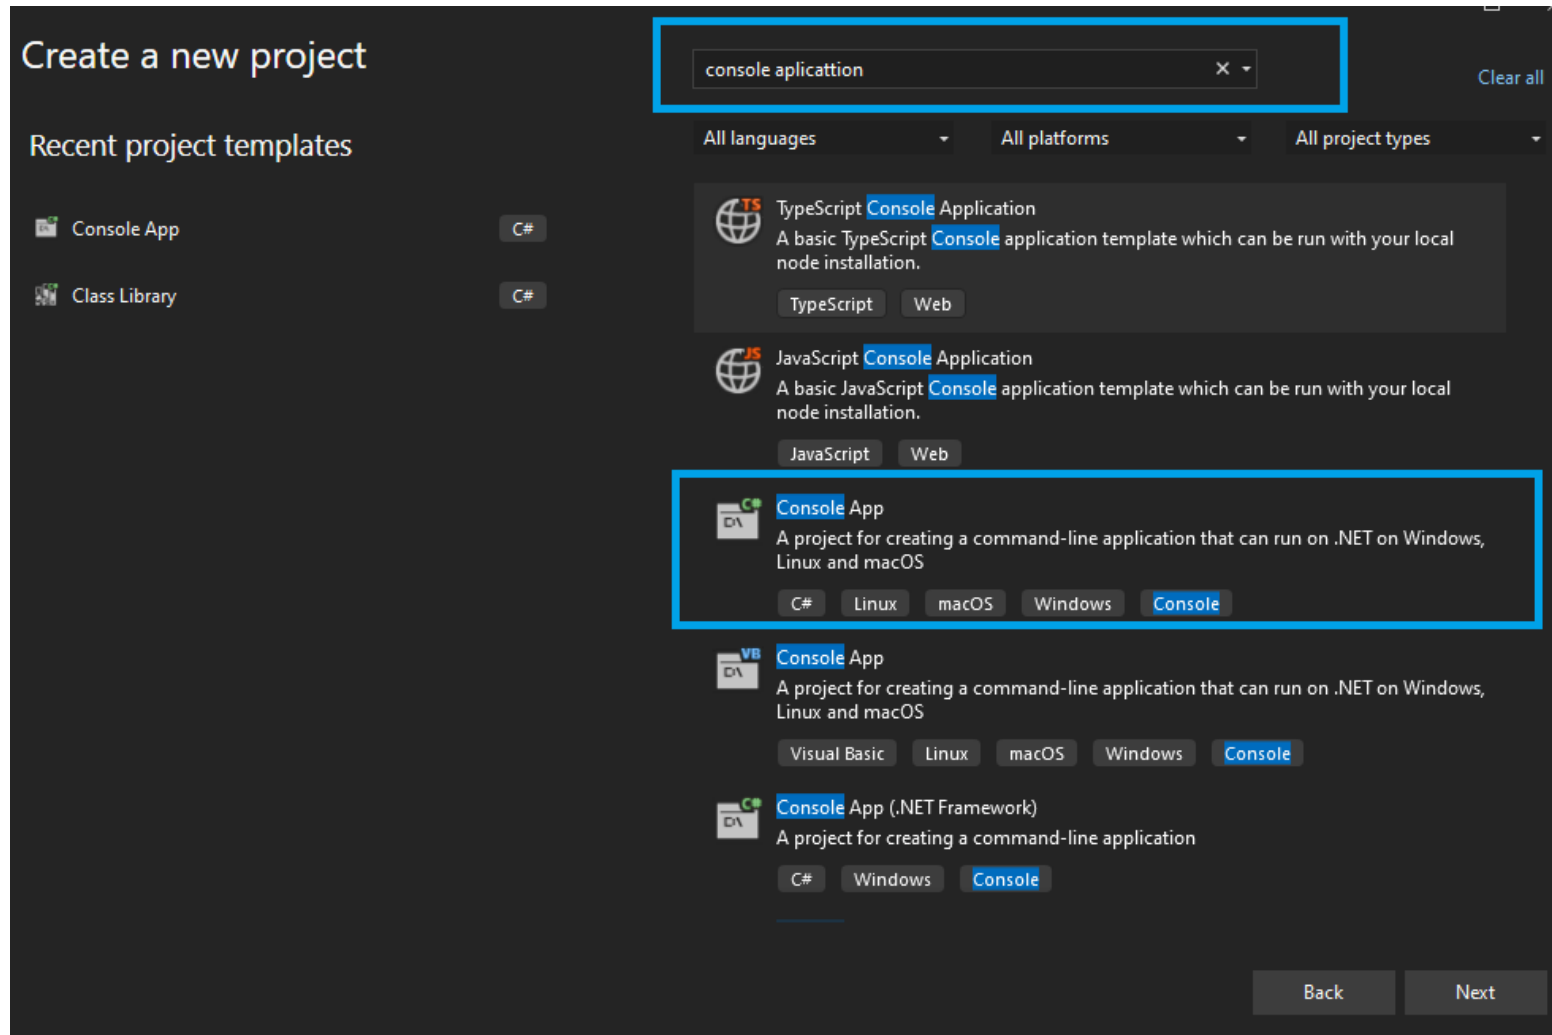 Create a new project
console aplicattion
Clear all
Recent project templates
All languages
All platforms
All project types
Console App
C#
Class Library
C#
TS
TypeScript Console Application
A basic TypeScript Console application template which can be run with your local
node installation.
TypeScript
Web
JS
JavaScript Console Application
A basic JavaScript Console application template which can be run with your local
node installation.
JavaScript
Web
C#
Console App
A project for creating a command-line application that can run on .NET on Windows,
Linux and macOS
C#
Linux
macOS
Windows
Console
VB
Console App
A project for creating a command-line application that can run on .NET on Windows,
Linux and macOS
Visual Basic
Linux
macOS
Windows
Console
C#
Console App (.NET Framework)
A project for creating a command-line application
C#
Windows
Console
Back
Next